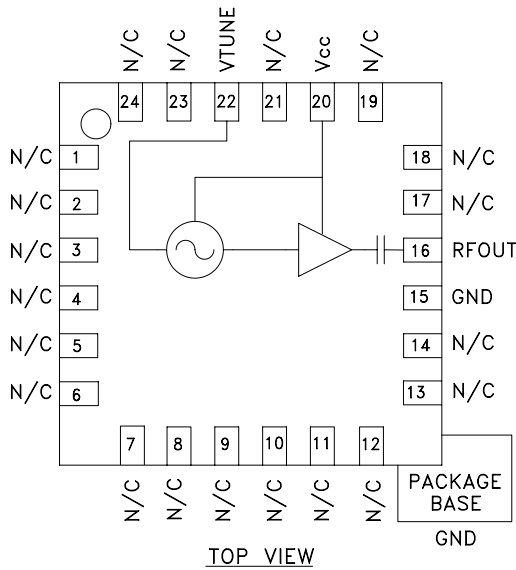 N/C N/C VTUNE N/C Vcc N/C
24 23 22 21 20 19
N/C 1 18 N/C
N/C 2 17 N/C
N/C 3 16 RFOUT
N/C 4 15 GND
N/C 5 14 N/C
N/C 6 13 N/C
7 8 9 10 11 12
N/C N/C N/C N/C N/C N/C
PACKAGE
BASE
GND
TOP VIEW